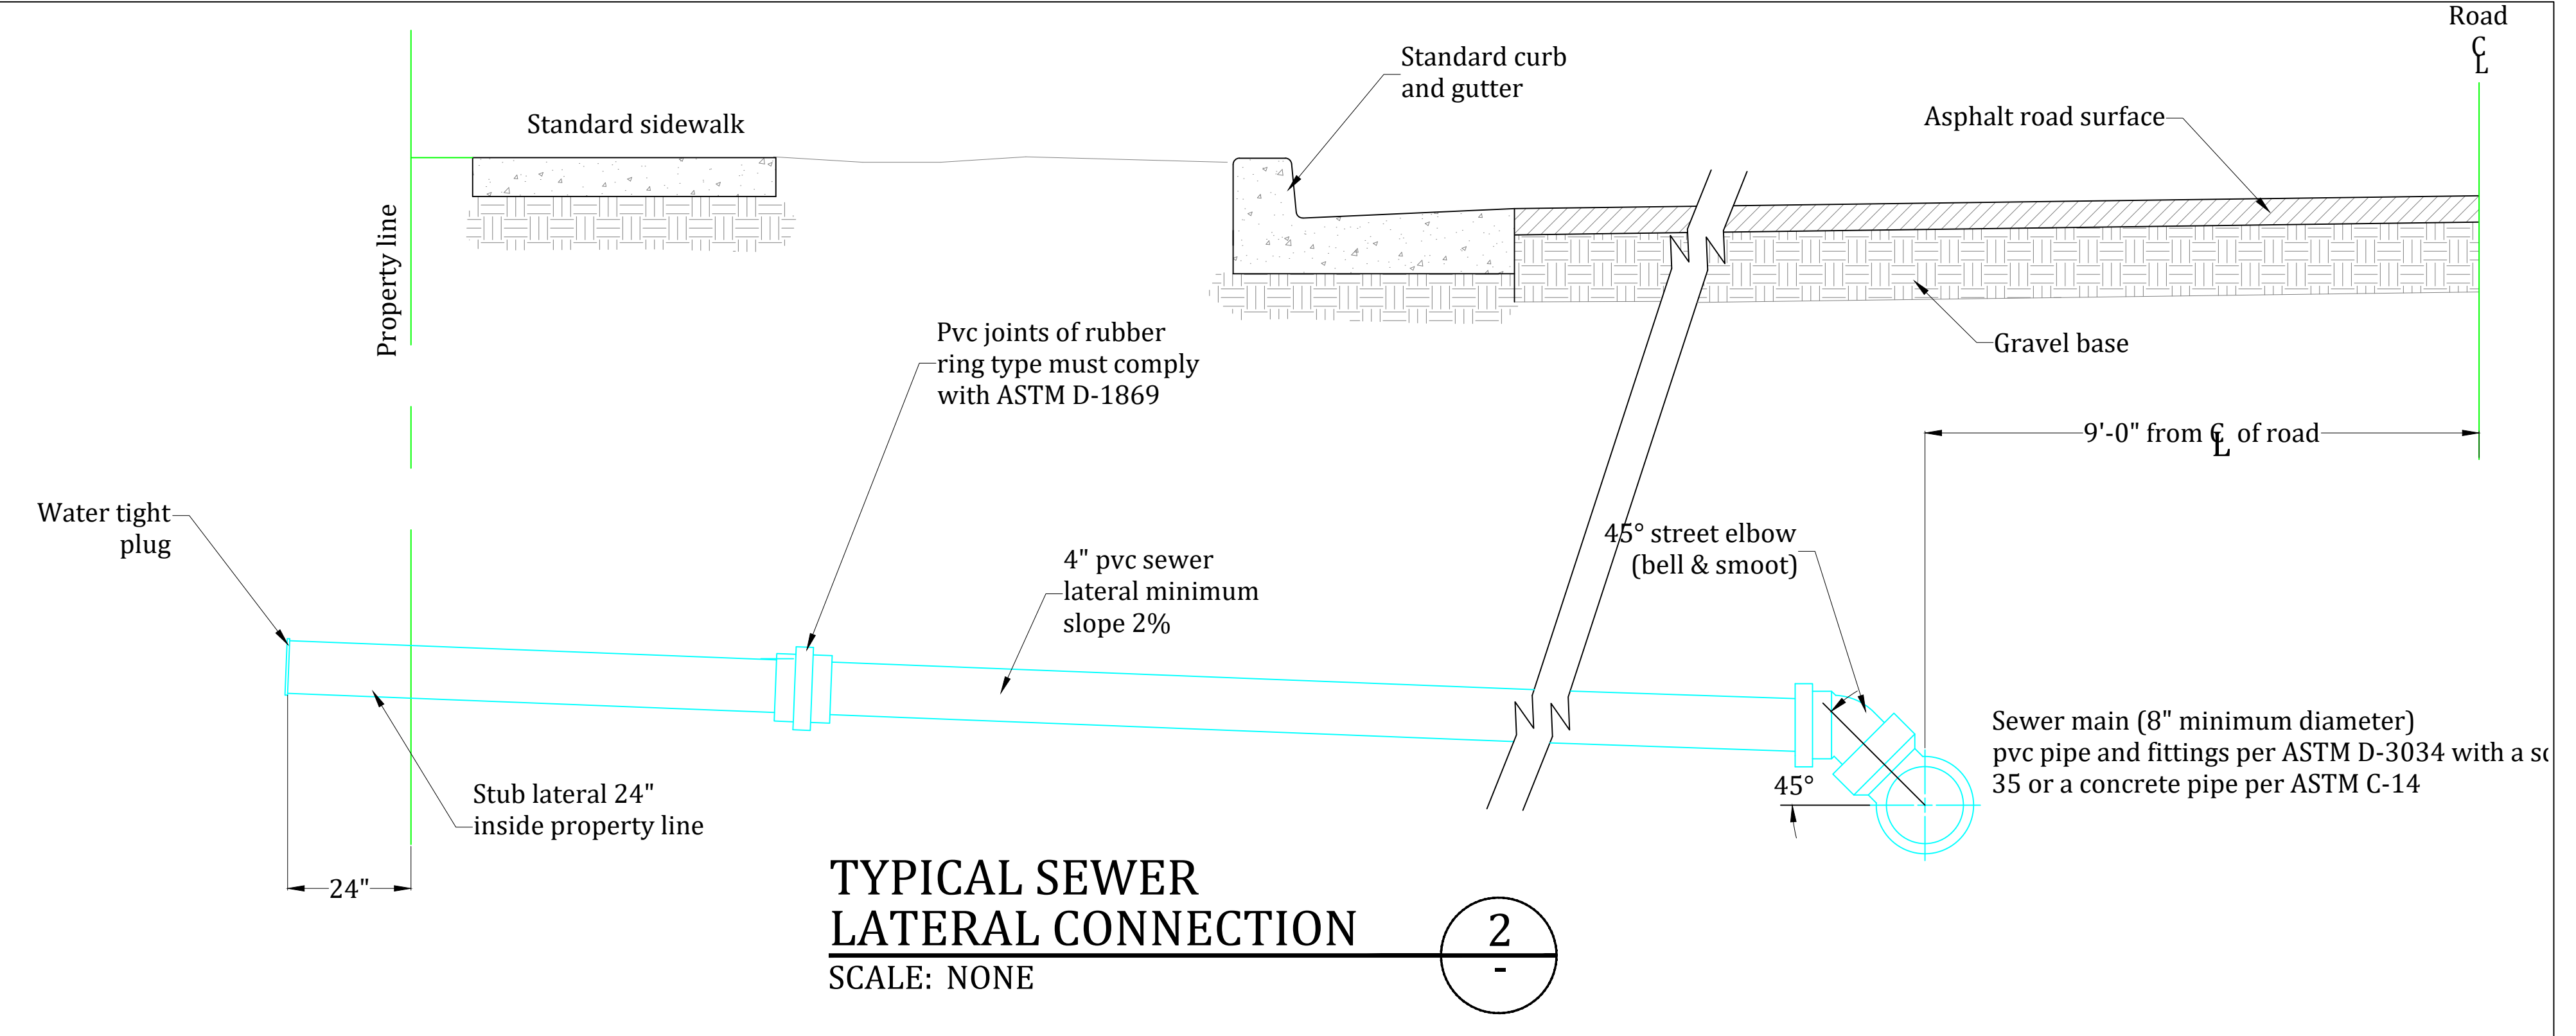 Road
CL
Standard curb
and gutter
Asphalt road surface
Standard sidewalk
Property line
Pvc joints of rubber
ring type must comply
with ASTM D-1869
Gravel base
9'-0" from CL of road
Water tight
plug
45° street elbow
(bell & smoot)
4" pvc sewer
lateral minimum
slope 2%
Sewer main (8" minimum diameter)
pvc pipe and fittings per ASTM D-3034 with a
35 or a concrete pipe per ASTM C-14
45°
Stub lateral 24"
inside property line
24"
TYPICAL SEWER
LATERAL CONNECTION
2
-
SCALE: NONE